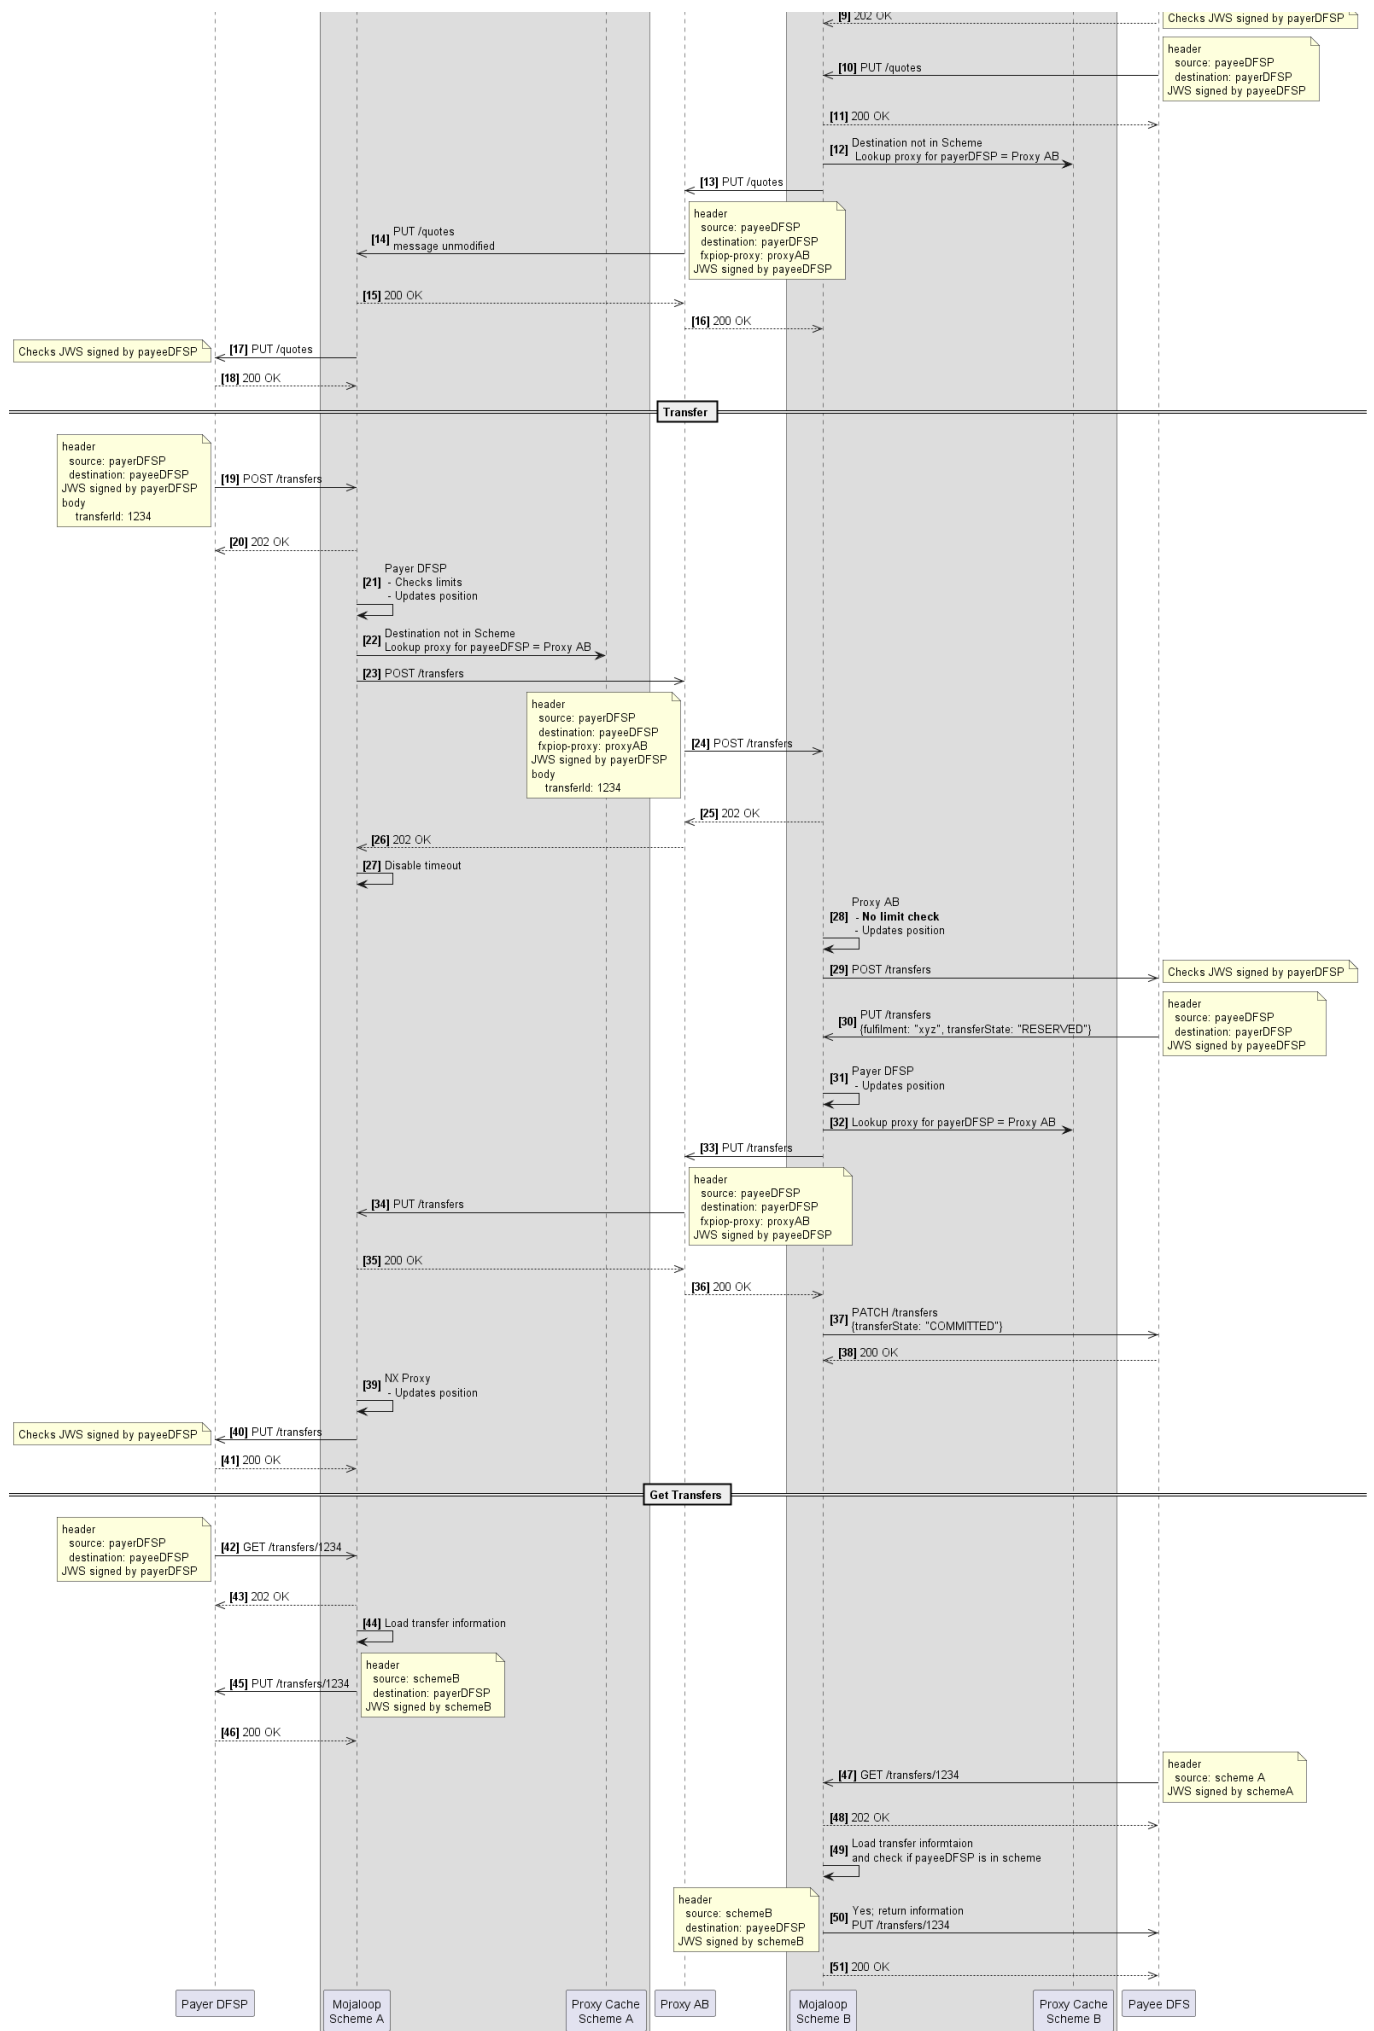 [9] 202 OK
Checks JWS signed by payerDFSP
header
source: payeeDFSP
destination: payerDFSP
JWS signed by payeeDFSP
[10] PUT /quotes
[11] 200 OK
[12] Destination not in Scheme
Lookup proxy for payerDFSP = Proxy AB
[13] PUT /quotes
header
source: payeeDFSP
destination: payerDFSP
fxpiop-proxy: proxyAB
JWS signed by payeeDFSP
[14] PUT /quotes
message unmodified
[15] 200 OK
[16] 200 OK
Checks JWS signed by payeeDFSP
[17] PUT /quotes
[18] 200 OK
Transfer
header
source: payerDFSP
destination: payeeDFSP
JWS signed by payerDFSP
body
transferId: 1234
[19] POST /transfers
[20] 202 OK
[21] Payer DFSP
- Checks limits
- Updates position
[22] Destination not in Scheme
Lookup proxy for payeeDFSP = Proxy AB
[23] POST /transfers
header
source: payerDFSP
destination: payeeDFSP
fxpiop-proxy: proxyAB
JWS signed by payerDFSP
body
transferId: 1234
[24] POST /transfers
[25] 202 OK
[26] 202 OK
[27] Disable timeout
[28] Proxy AB
- No limit check
- Updates position
[29] POST /transfers
Checks JWS signed by payerDFSP
header
source: payeeDFSP
destination: payerDFSP
JWS signed by payeeDFSP
[30] PUT /transfers
{fulfilment: "xyz", transferState: "RESERVED"}
[31] Payer DFSP
- Updates position
[32] Lookup proxy for payerDFSP = Proxy AB
[33] PUT /transfers
header
source: payeeDFSP
destination: payerDFSP
fxpiop-proxy: proxyAB
JWS signed by payeeDFSP
[34] PUT /transfers
[35] 200 OK
[36] 200 OK
[37] PATCH /transfers
{transferState: "COMMITTED"}
[38] 200 OK
[39] NX Proxy
- Updates position
Checks JWS signed by payeeDFSP
[40] PUT /transfers
[41] 200 OK
Get Transfers
header
source: payerDFSP
destination: payeeDFSP
JWS signed by payerDFSP
[42] GET /transfers/1234
[43] 202 OK
[44] Load transfer information
header
source: schemeB
destination: payerDFSP
JWS signed by schemeB
[45] PUT /transfers/1234
[46] 200 OK
[47] GET /transfers/1234
header
source: scheme A
JWS signed by schemeA
[48] 202 OK
[49] Load transfer informtaion
and check if payeeDFSP is in scheme
header
source: schemeB
destination: payeeDFSP
JWS signed by schemeB
[50] Yes; return information
PUT /transfers/1234
[51] 200 OK
Payer DFSP
Mojaloop
Scheme A
Proxy Cache
Scheme A
Proxy AB
Mojaloop
Scheme B
Proxy Cache
Scheme B
Payee DFS